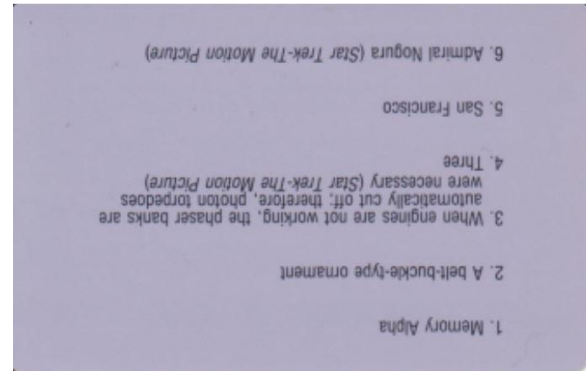 1. Memory Alpha
2. A belt-buckle-type ornament
3. When engines are not working, the phaser banks are
automatically cut off; therefore, photon torpedoes
were necessary (Star Trek-The Motion Picture)
4. Three
5. San Francisco
6. Admiral Nogura (Star Trek-The Motion Picture)